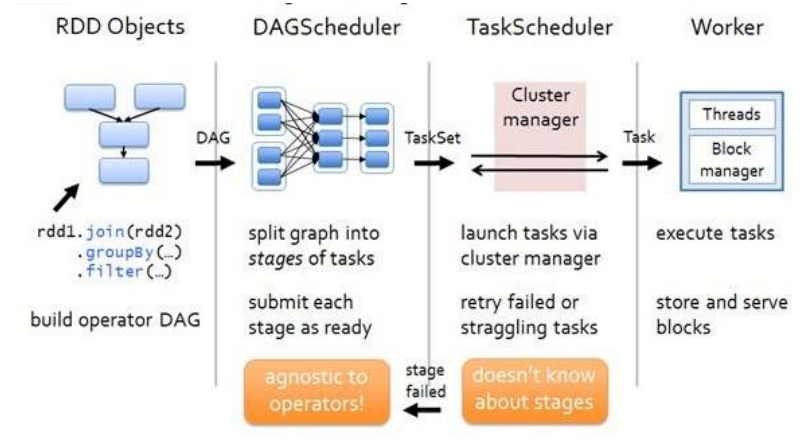 RDD Objects
DAGScheduler
TaskScheduler
Worker
DAG
TaskSet
Cluster
manager
Task
Threads
Block
manager
rdd1.join(rdd2)
.groupBy(…)
.filter(…)
build operator DAG
split graph into
stages of tasks
submit each
stage as ready
launch tasks via
cluster manager
retry failed or
straggling tasks
execute tasks
store and serve
blocks
agnostic to
operators!
stage
failed
doesn't know
about stages